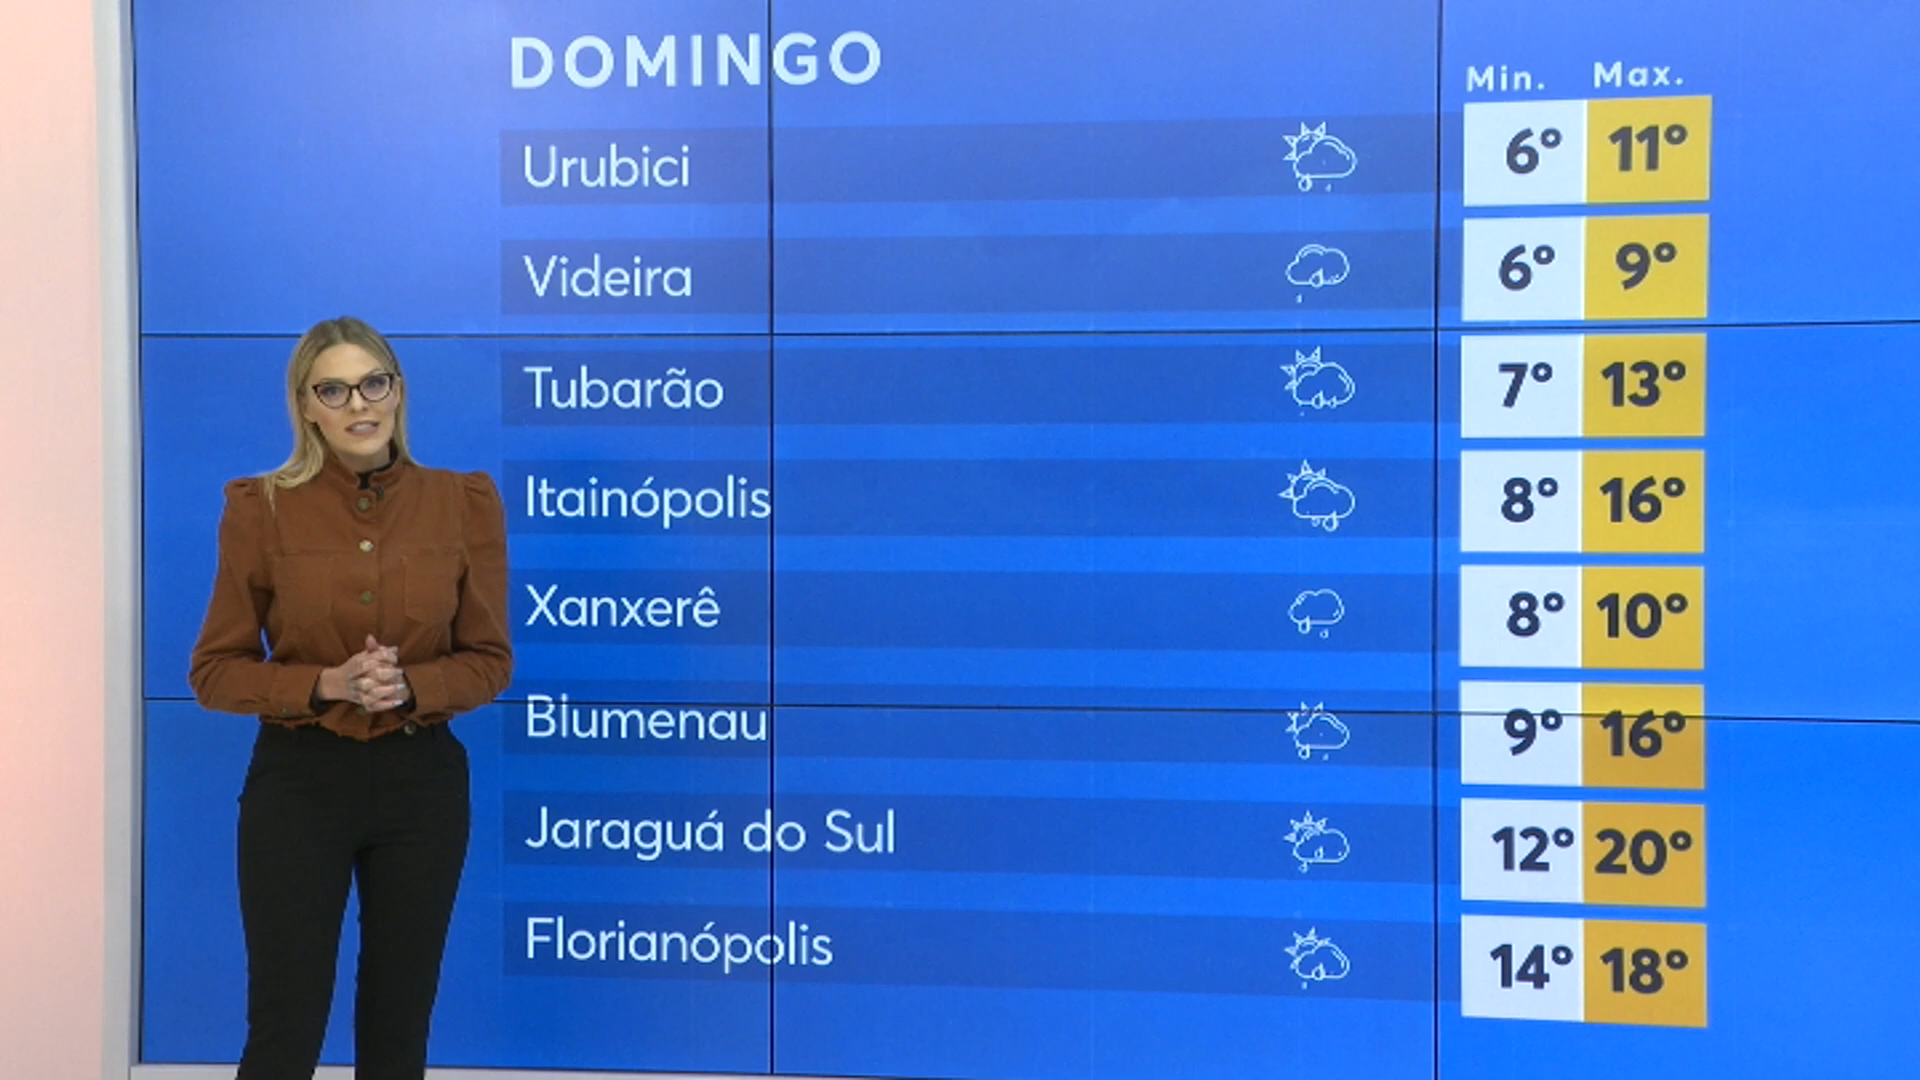 DOMINGO
Min. Max.
Urubici 6° 11°
Videira 6° 9°
Tubarão 7° 13°
Itainópolis 8° 16°
Xanxerê 8° 10°
Blumenau 9° 16°
Jaraguá do Sul 12° 20°
Florianópolis 14° 18°